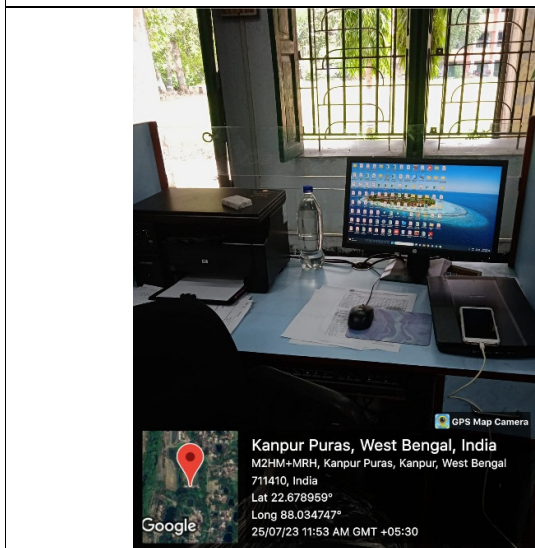 GPS Map Camera
Kanpur Puras, West Bengal, India
M2HM+MRH, Kanpur Puras, Kanpur, West Bengal
711410, India
Lat 22.678959°
Long 88.034747°
25/07/23 11:53 AM GMT +05:30
Google
hp